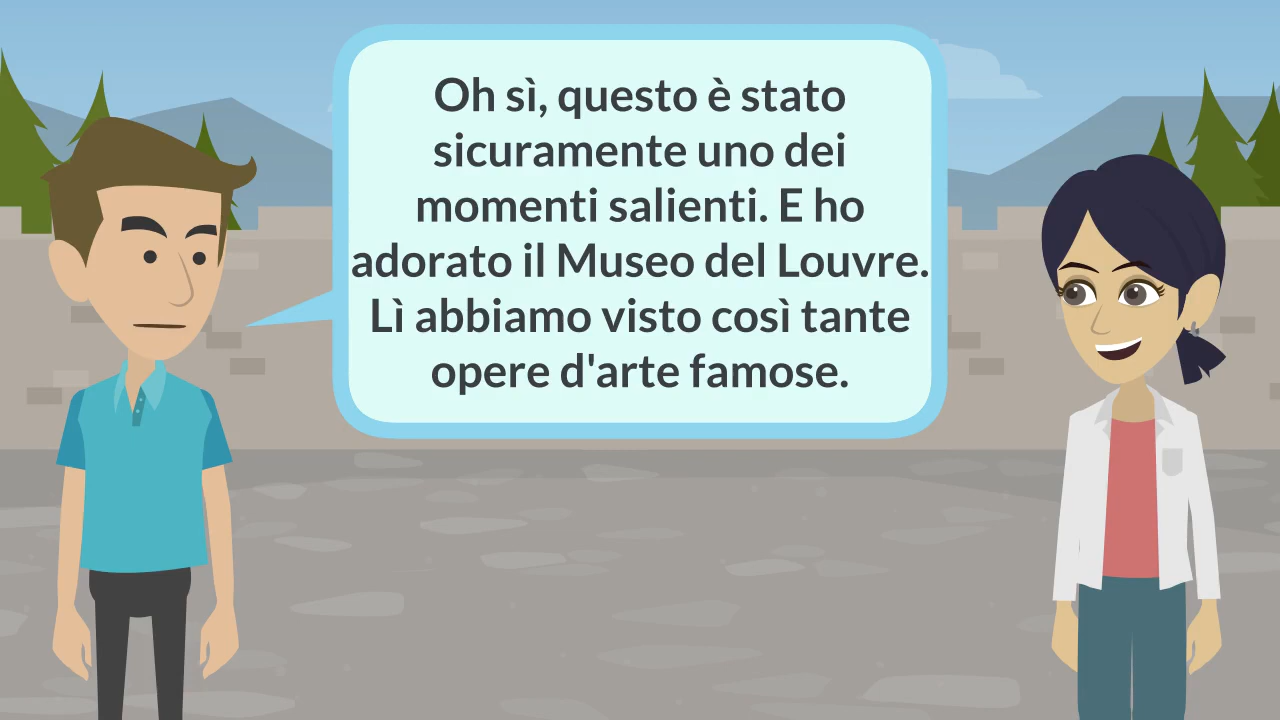 Oh sì, questo è stato
sicuramente uno dei
momenti salienti. E ho
adorato il Museo del Louvre.
Lì abbiamo visto così tante
opere d'arte famose.